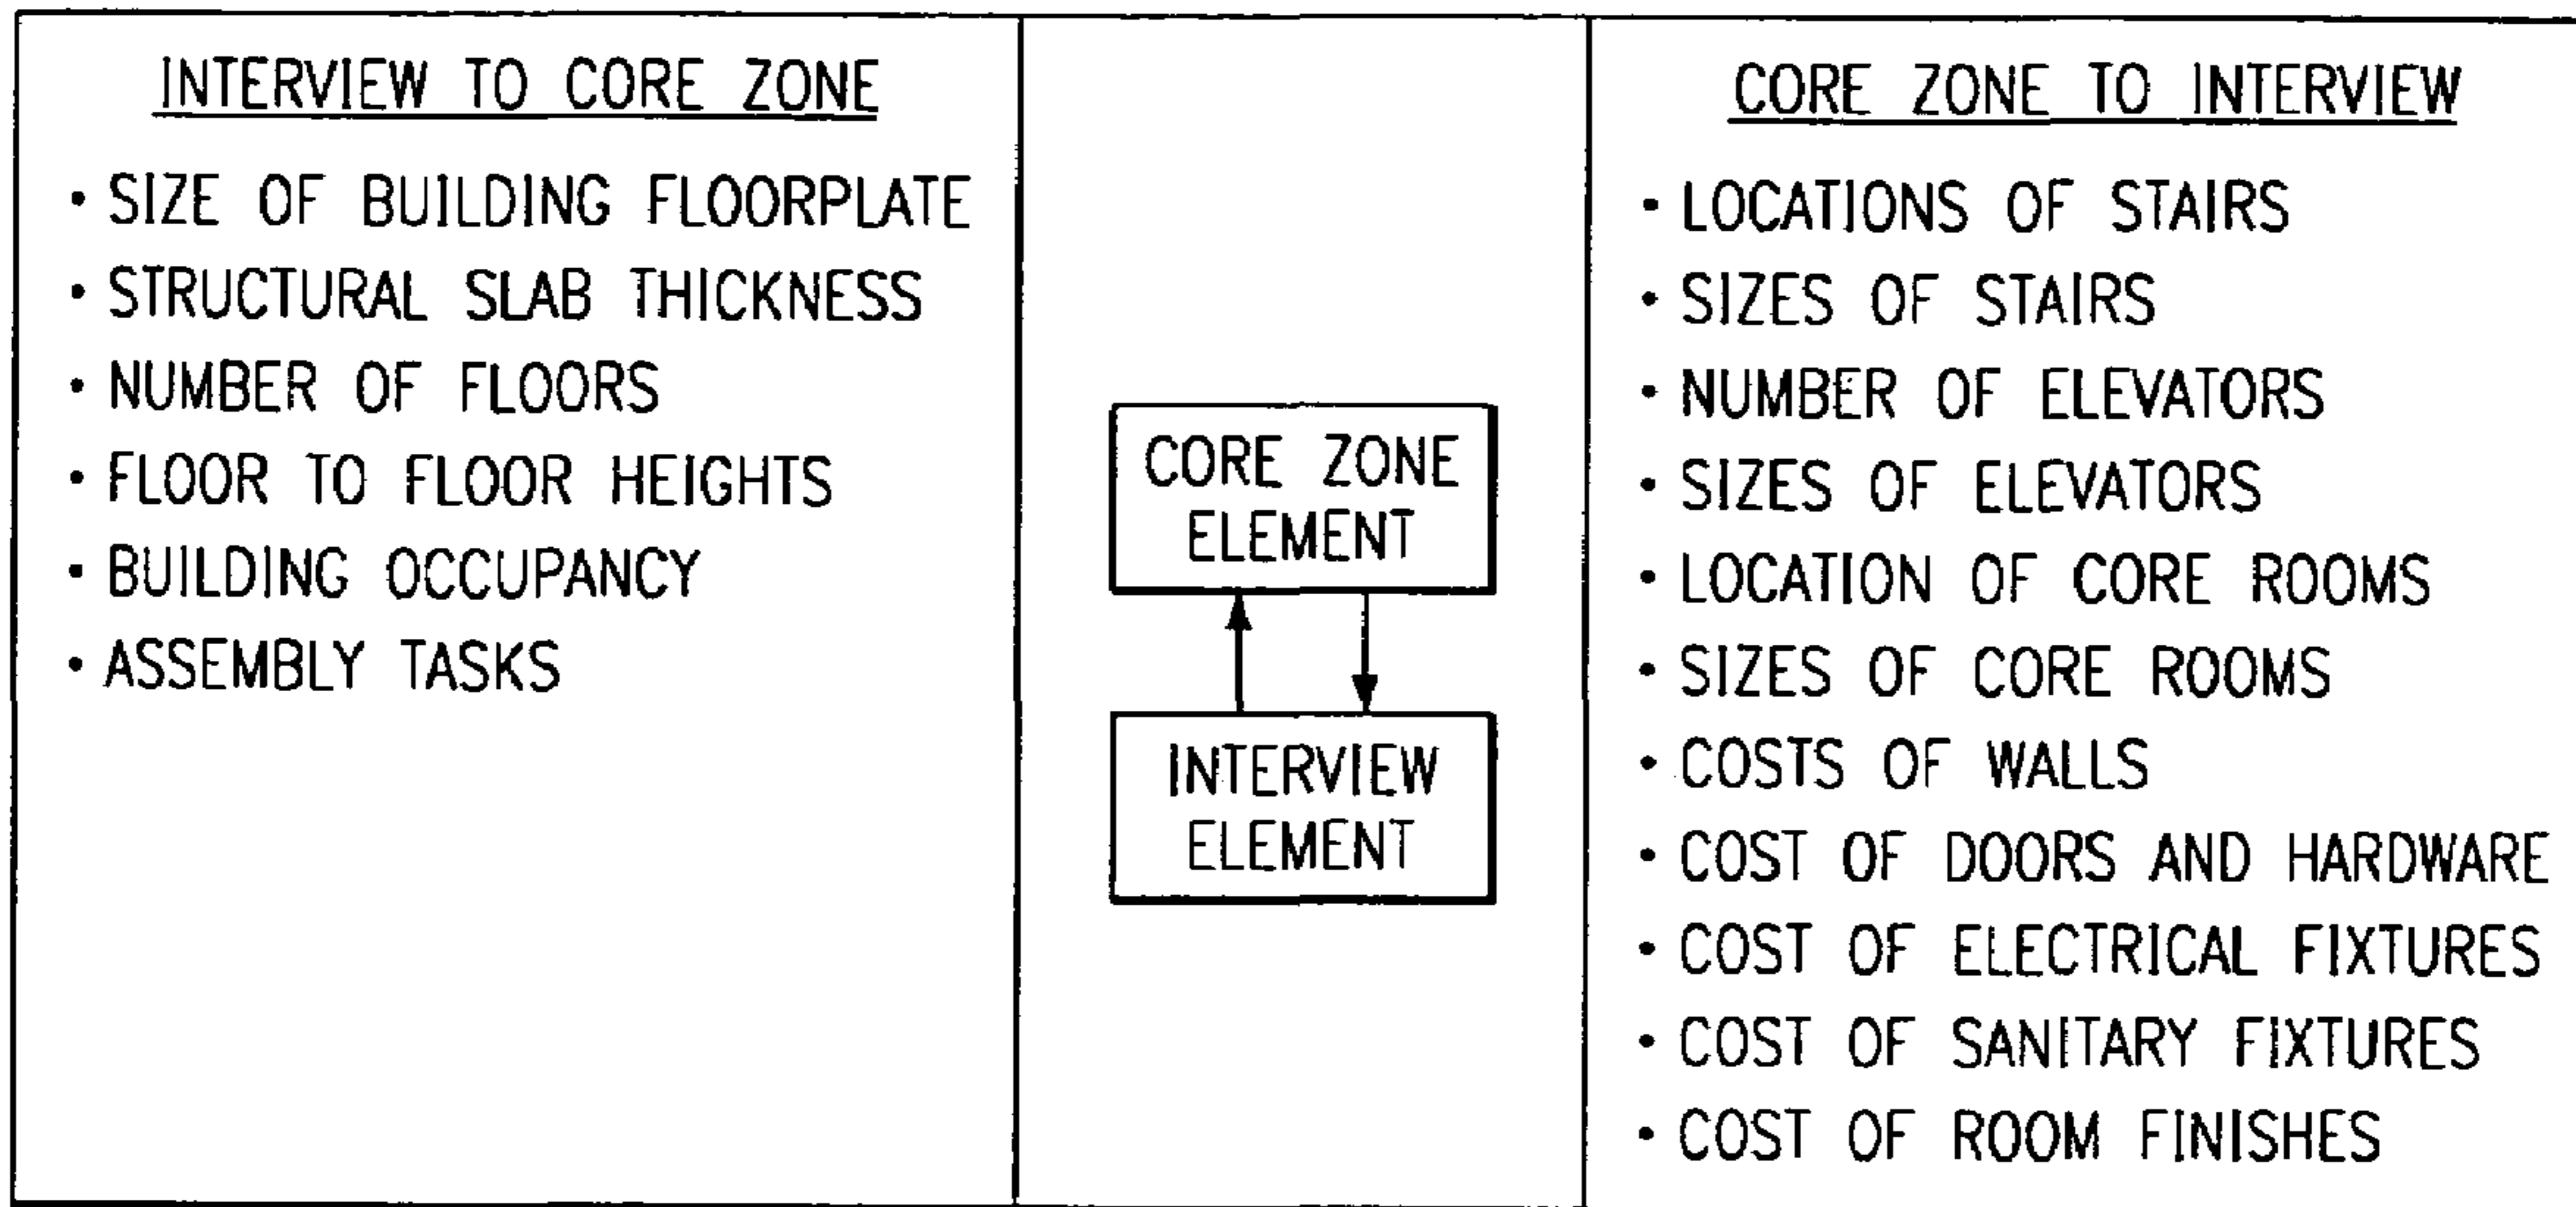 INTERVIEW TO CORE ZONE
• SIZE OF BUILDING FLOORPLATE
• STRUCTURAL SLAB THICKNESS
• NUMBER OF FLOORS
• FLOOR TO FLOOR HEIGHTS
• BUILDING OCCUPANCY
• ASSEMBLY TASKS
CORE ZONE
ELEMENT
INTERVIEW
ELEMENT
CORE ZONE TO INTERVIEW
• LOCATIONS OF STAIRS
• SIZES OF STAIRS
• NUMBER OF ELEVATORS
• SIZES OF ELEVATORS
• LOCATION OF CORE ROOMS
• SIZES OF CORE ROOMS
• COSTS OF WALLS
• COST OF DOORS AND HARDWARE
• COST OF ELECTRICAL FIXTURES
• COST OF SANITARY FIXTURES
• COST OF ROOM FINISHES